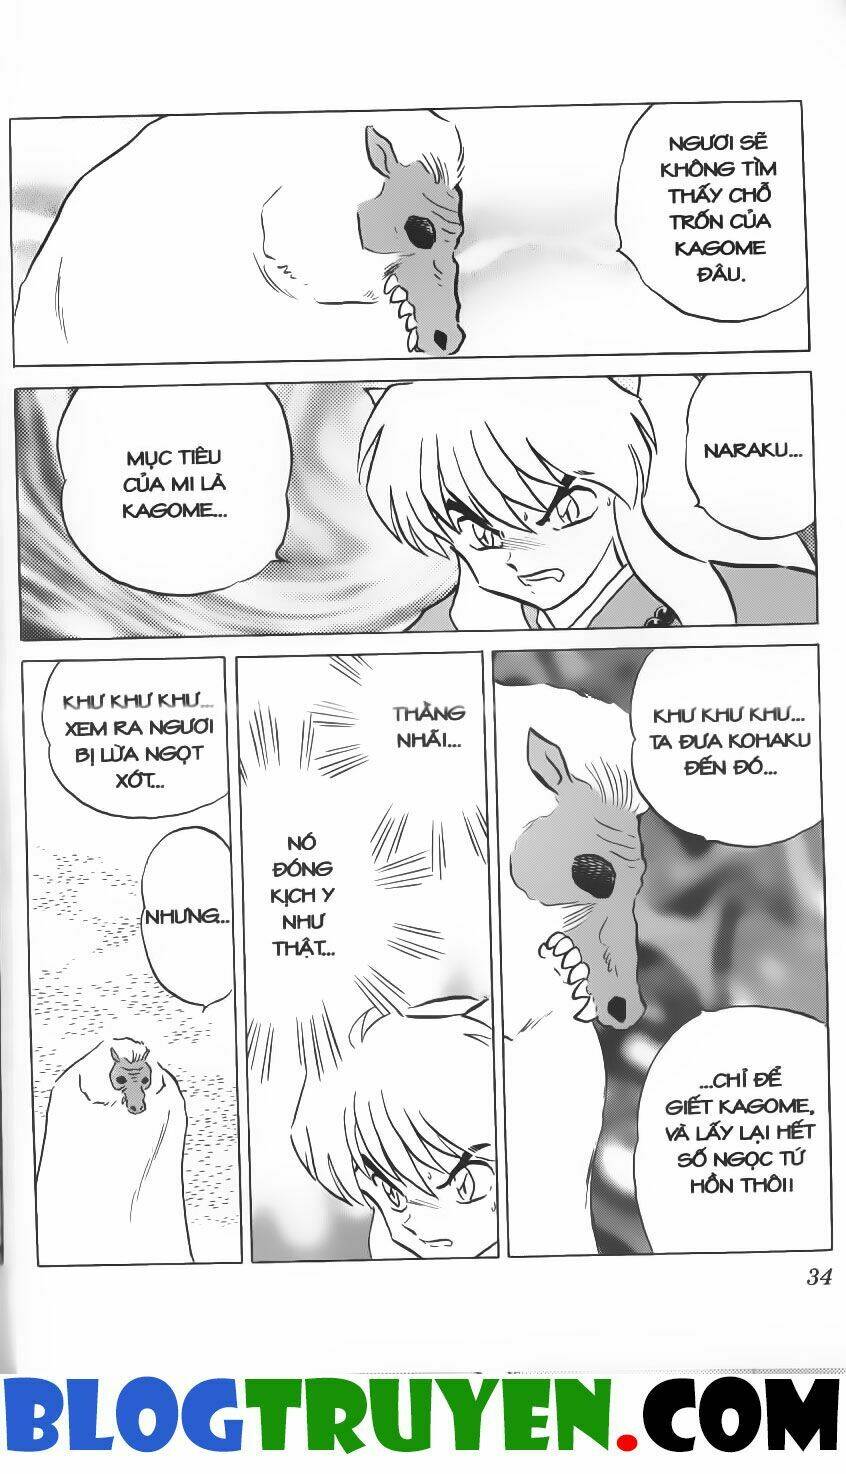 NGƯƠI SẼ
KHÔNG TÌM
THẤY CHỖ
TRỐN CỦA
KAGOME
ĐÂU.
NARAKU...
MỤC TIÊU
CỦA MI LÀ
KAGOME...
KHƯ KHƯ KHƯ...
TA ĐƯA KOHAKU
ĐẾN ĐÓ...
...CHỈ ĐỂ
GIẾT KAGOME,
VÀ LẤY LẠI HẾT
SỐ NGỌC TỨ
HỒN THÔI!
THẰNG
NHÃI...
NÓ
ĐÓNG
KỊCH Y
NHƯ
THẬT...
KHƯ KHƯ KHƯ...
XEM RA NGƯƠI
BỊ LỪA NGỌT
XỚT...
NHƯNG...
34
BLOGTRUYEN.COM